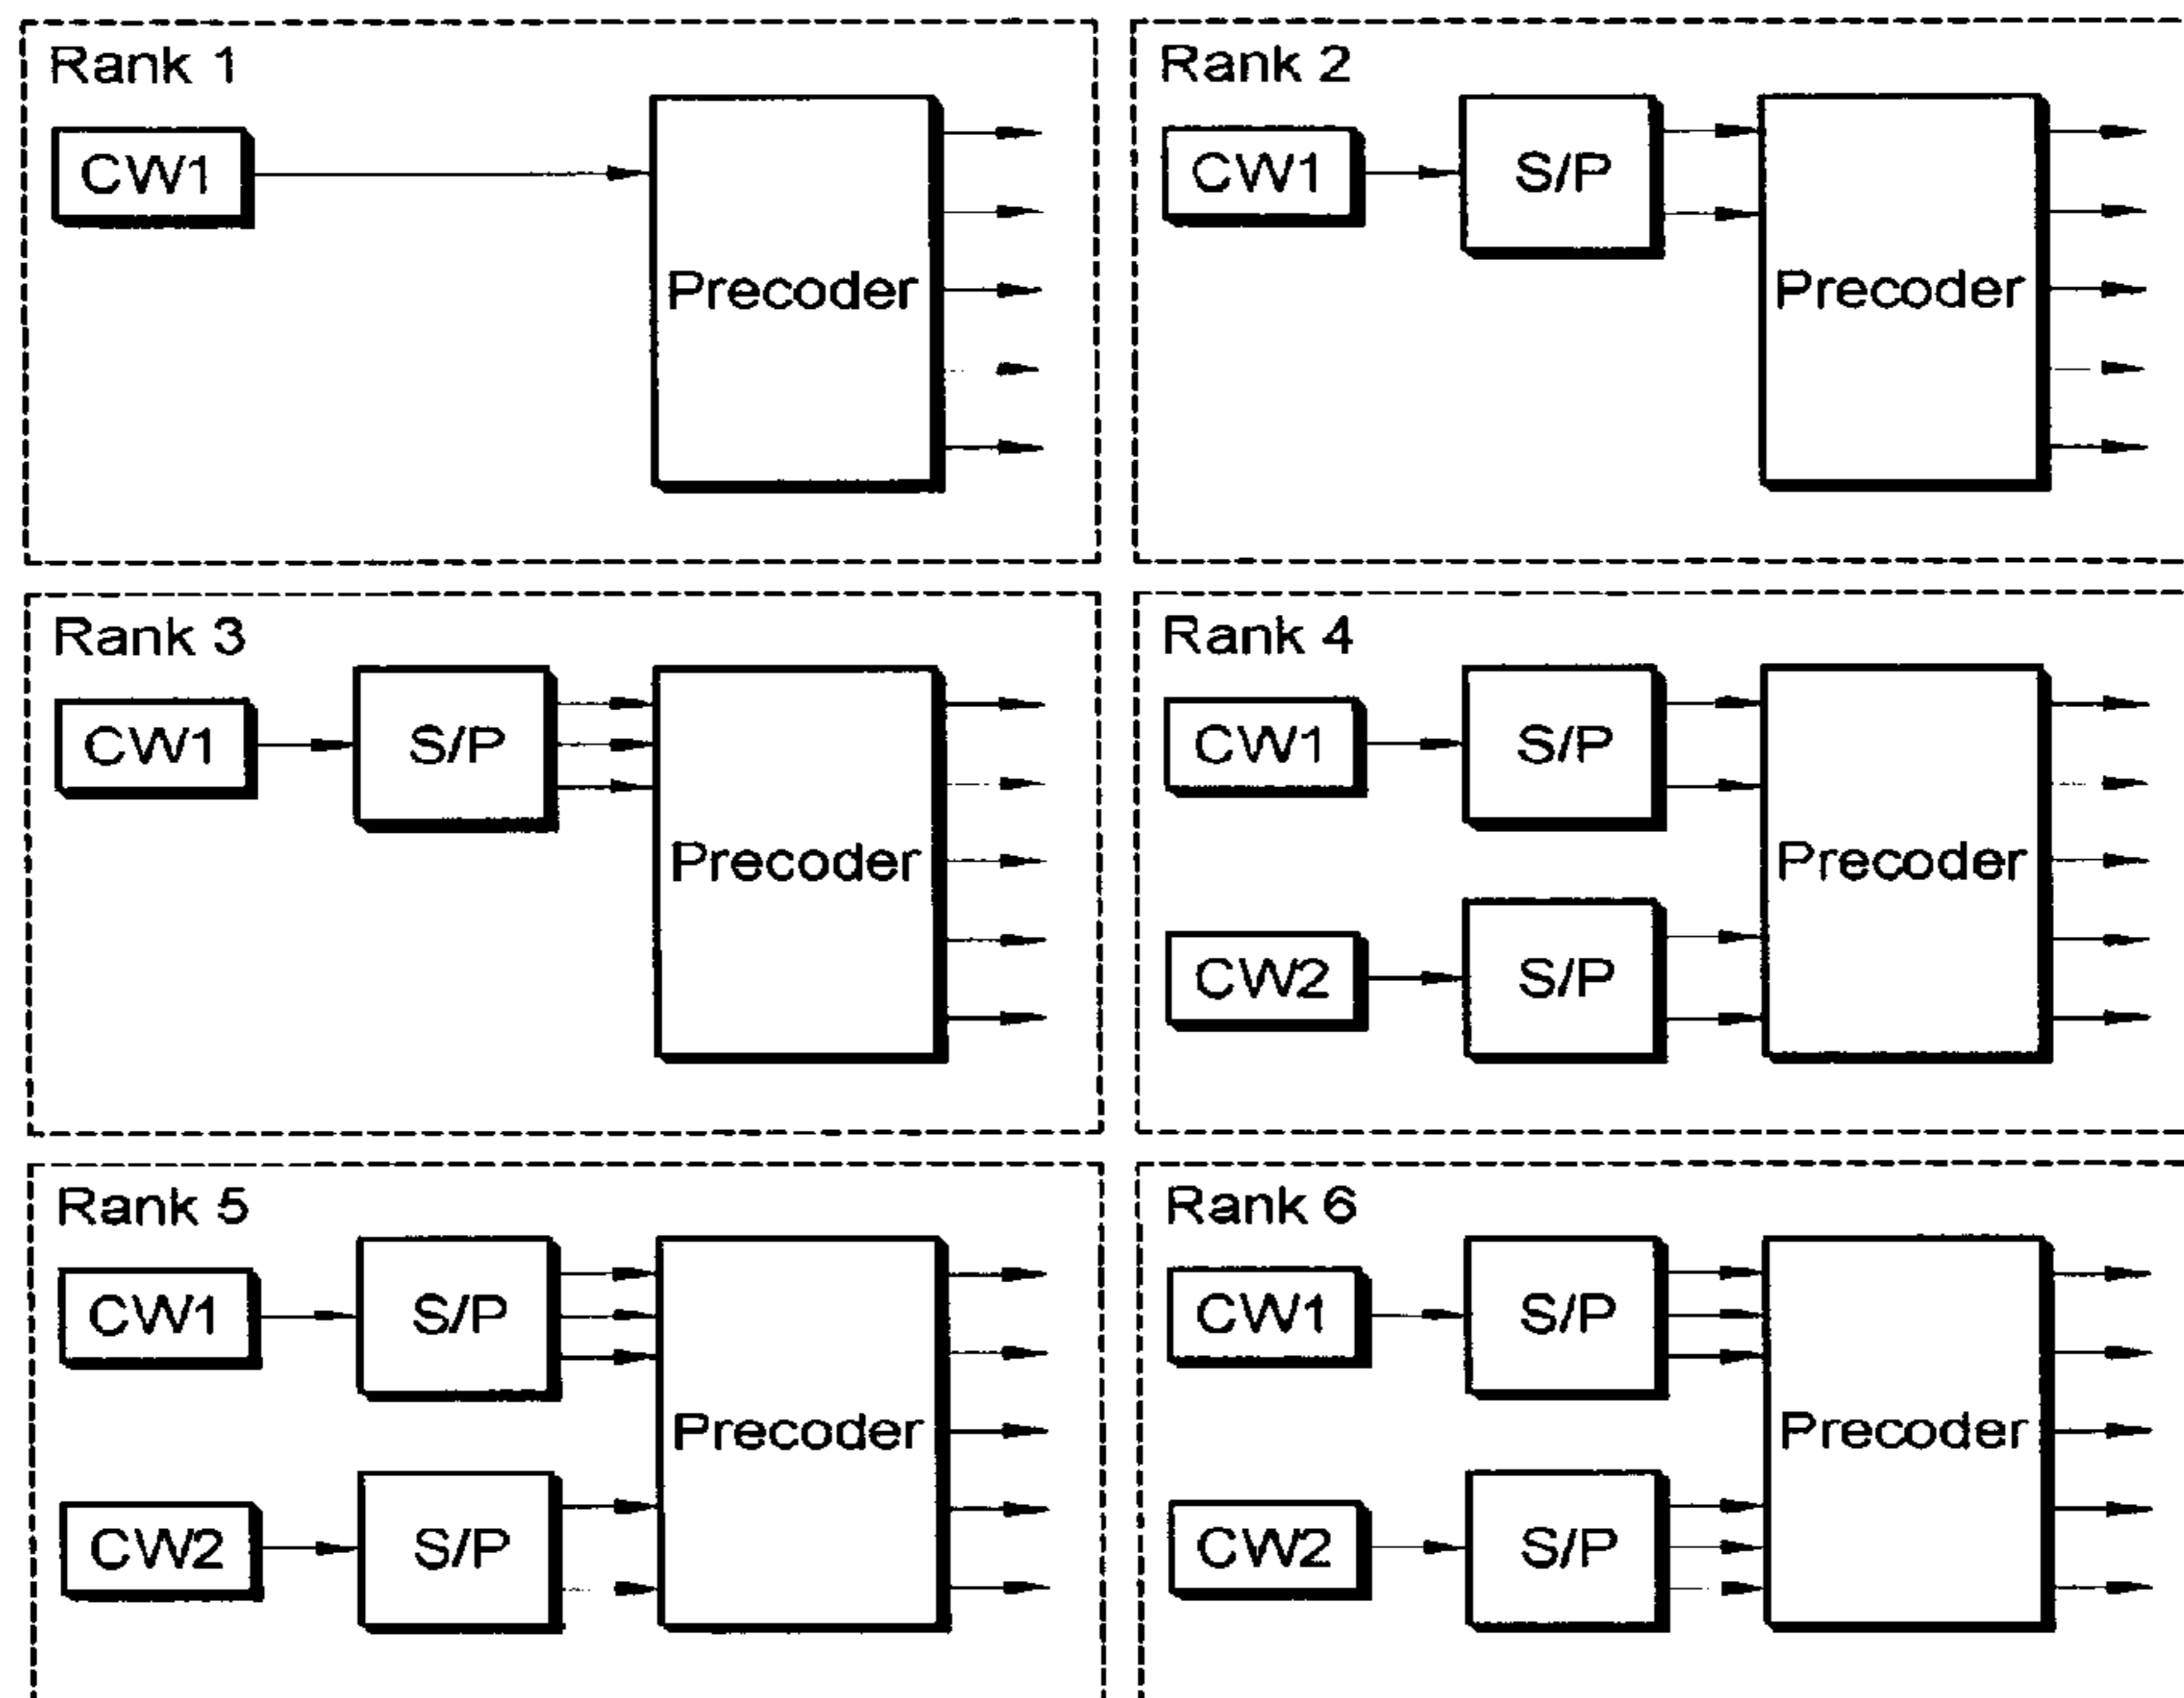 Rank 1
CW1
Precoder
Rank 2
CW1
S/P
Precoder
Rank 3
CW1
S/P
Precoder
Rank 4
CW1
S/P
Precoder
CW2
S/P
Rank 5
CW1
S/P
Precoder
CW2
S/P
Rank 6
CW1
S/P
Precoder
CW2
S/P